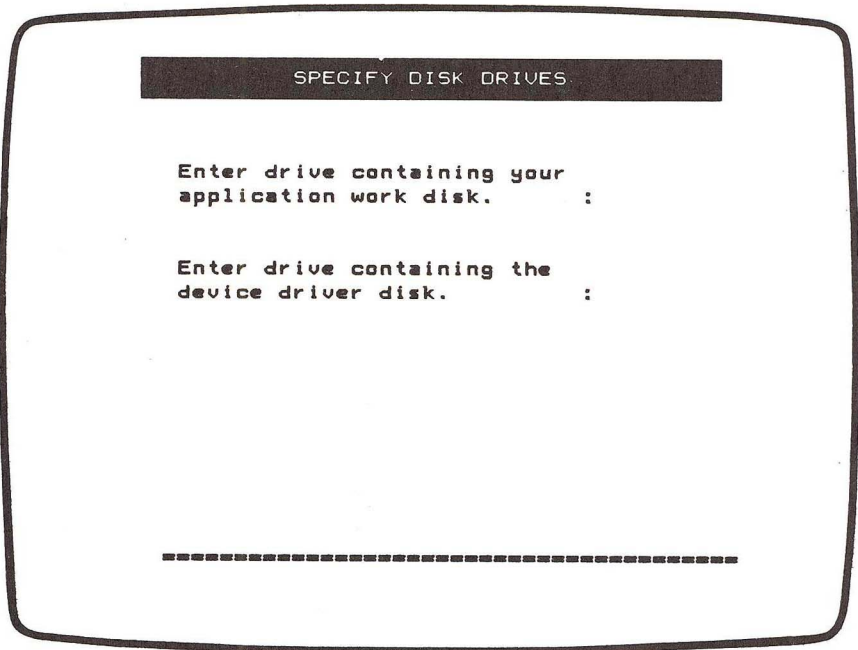 SPECIFY DISK DRIVES
Enter drive containing your
application work disk. :
Enter drive containing the
device driver disk. :